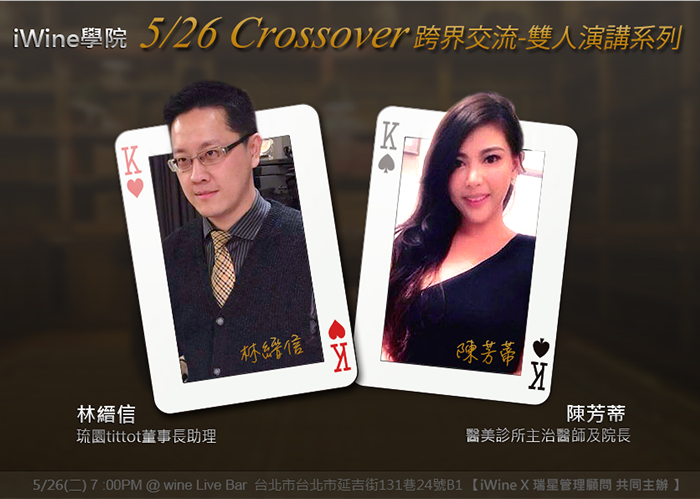 iWine學院 5/26 Crossover 跨界交流-雙人演講系列
K
K
林縉信
K
陳芳蒂
K
林縉信
琉園tittot董事長助理
陳芳蒂
醫美診所主治醫師及院長
5/26(二) 7 :00PM @ wine Live Bar 台北市台北市延吉街131巷24號B1 【 iWine X 瑞星管理顧問 共同主辦 】